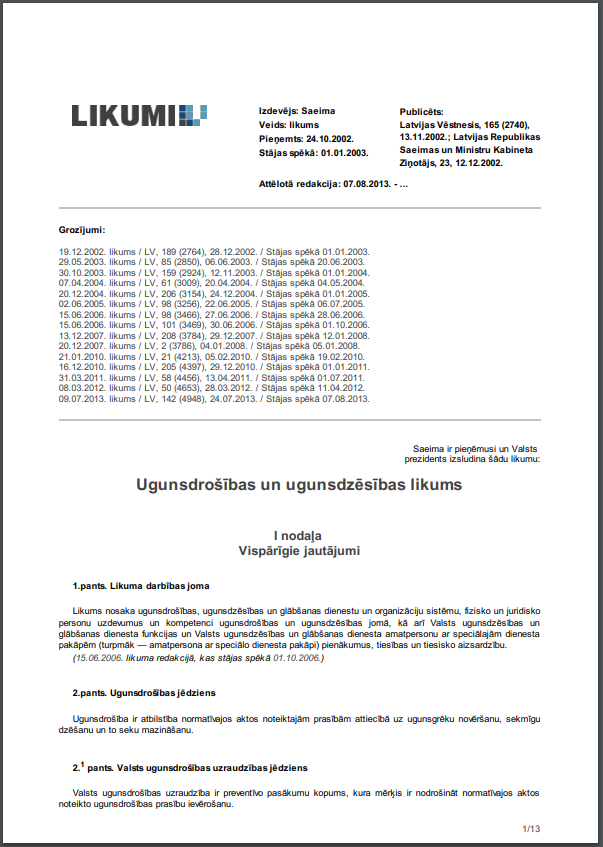 LIKUMI
Izdevējs: Saeima
Veids: likums
Pieņemts: 24.10.2002.
Stājas spēkā: 01.01.2003.
Attēlotā redakcija: 07.08.2013. - ...
Publicēts:
Latvijas Vēstnesis, 165 (2740),
13.11.2002.; Latvijas Republikas
Saeimas un Ministru Kabineta
Ziņotājs, 23, 12.12.2002.
Grozījumi:
19.12.2002. likums / LV, 189 (2764), 28.12.2002. / Stājas spēkā 01.01.2003.
29.05.2003. likums / LV, 85 (2850), 06.06.2003. / Stājas spēkā 20.06.2003.
30.10.2003. likums / LV, 159 (2924), 12.11.2003. / Stājas spēkā 01.01.2004.
07.04.2004. likums / LV, 61 (3009), 20.04.2004. / Stājas spēkā 04.05.2004.
20.12.2004. likums / LV, 206 (3154), 24.12.2004. / Stājas spēkā 01.01.2005.
02.06.2005. likums / LV, 98 (3256), 22.06.2005. / Stājas spēkā 06.07.2005.
15.06.2006. likums / LV, 98 (3466), 27.06.2006. / Stājas spēkā 28.06.2006.
15.06.2006. likums / LV, 101 (3469), 30.06.2006. / Stājas spēkā 01.10.2006.
13.12.2007. likums / LV, 208 (3784), 29.12.2007. / Stājas spēkā 12.01.2008.
20.12.2007. likums / LV, 2 (3786), 04.01.2008. / Stājas spēkā 05.01.2008.
21.01.2010. likums / LV, 21 (4213), 05.02.2010. / Stājas spēkā 19.02.2010.
16.12.2010. likums / LV, 205 (4397), 29.12.2010. / Stājas spēkā 01.01.2011.
31.03.2011. likums / LV, 58 (4456), 13.04.2011. / Stājas spēkā 01.07.2011.
08.03.2012. likums / LV, 50 (4653), 28.03.2012. / Stājas spēkā 11.04.2012.
09.07.2013. likums / LV, 142 (4948), 24.07.2013. / Stājas spēkā 07.08.2013.
Saeima ir pieņēmusi un Valsts
prezidents izsludina šādu likumu:
Ugunsdrošības un ugunsdzēsības likums
I nodaļa
Vispārīgie jautājumi
1.pants. Likuma darbības joma
Likums nosaka ugunsdrošības, ugunsdzēsības un glābšanas dienestu un organizāciju sistēmu, fizisko un juridisko
personu uzdevumus un kompetenci ugunsdrošības un ugunsdzēsības jomā, kā arī Valsts ugunsdzēsības un
glābšanas dienesta funkcijas un Valsts ugunsdzēsības un glābšanas dienesta amatpersonu ar speciālajām dienesta
pakāpēm (turpmāk — amatpersona ar speciālo dienesta pakāpi) pienākumus, tiesības un tiesisko aizsardzību.
(15.06.2006. likuma redakcijā, kas stājas spēkā 01.10.2006.)
2.pants. Ugunsdrošības jēdziens
Ugunsdrošība ir atbilstība normatīvajos aktos noteiktajām prasībām attiecībā uz ugunsgrēku novēršanu, sekmīgu
dzēšanu un to seku mazināšanu.
2.¹ pants. Valsts ugunsdrošības uzraudzības jēdziens
Valsts ugunsdrošības uzraudzība ir preventīvo pasākumu kopums, kura mērķis ir nodrošināt normatīvajos aktos
noteikto ugunsdrošības prasību ievērošanu.
1/13